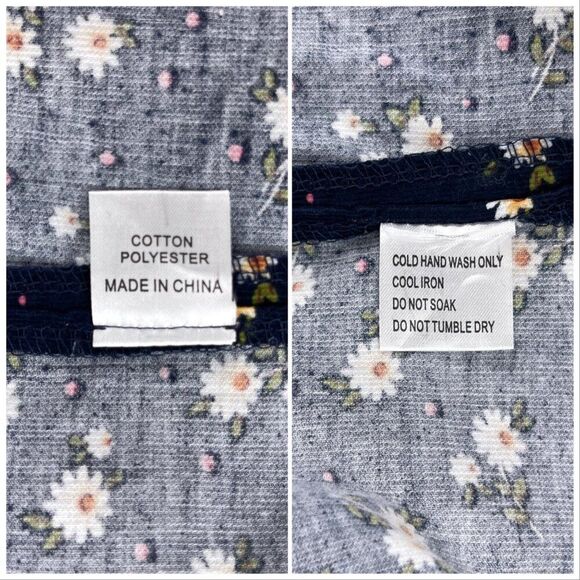 COTTON
POLYESTER
MADE IN CHINA
COLD HAND WASH ONLY
COOL IRON
DO NOT SOAK
DO NOT TUMBLE DRY